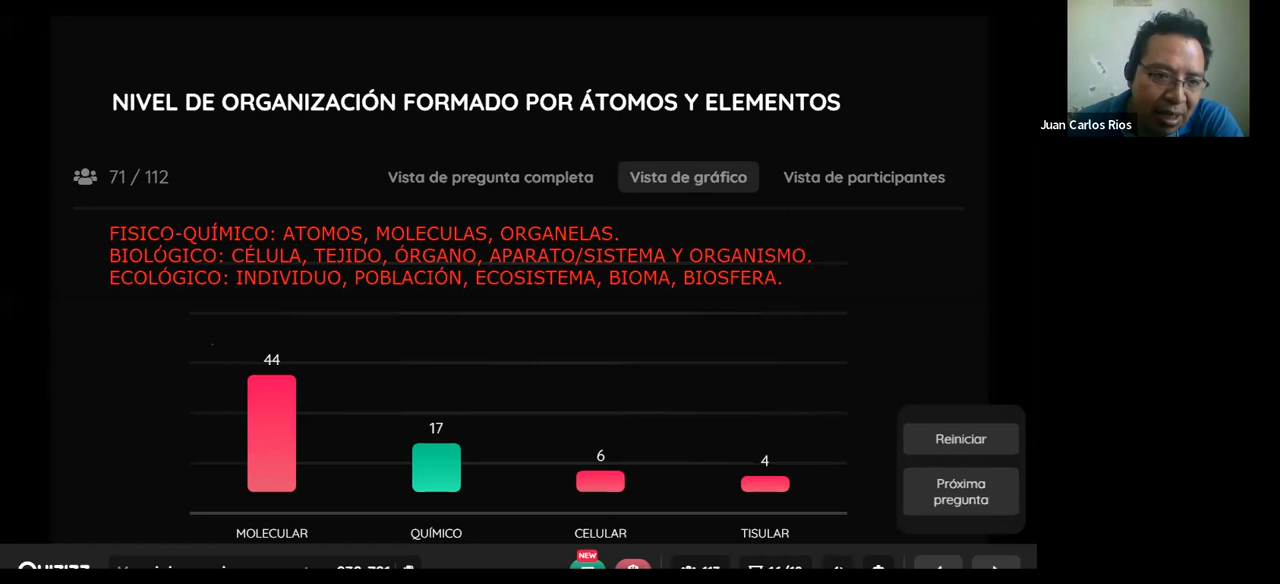 NIVEL DE ORGANIZACIÓN FORMADO POR ÁTOMOS Y ELEMENTOS
Juan Carlos Rios
71 / 112
Vista de pregunta completa
Vista de gráfico
Vista de participantes
FISICO-QUÍMICO: ATOMOS, MOLECULAS, ORGANELAS.
BIOLÓGICO: CÉLULA, TEJIDO, ÓRGANO, APARATO/SISTEMA Y ORGANISMO.
ECOLÓGICO: INDIVIDUO, POBLACIÓN, ECOSISTEMA, BIOMA, BIOSFERA.
44
17
6
4
MOLECULAR
QUÍMICO
CELULAR
TISULAR
Reiniciar
Próxima
pregunta
NEW